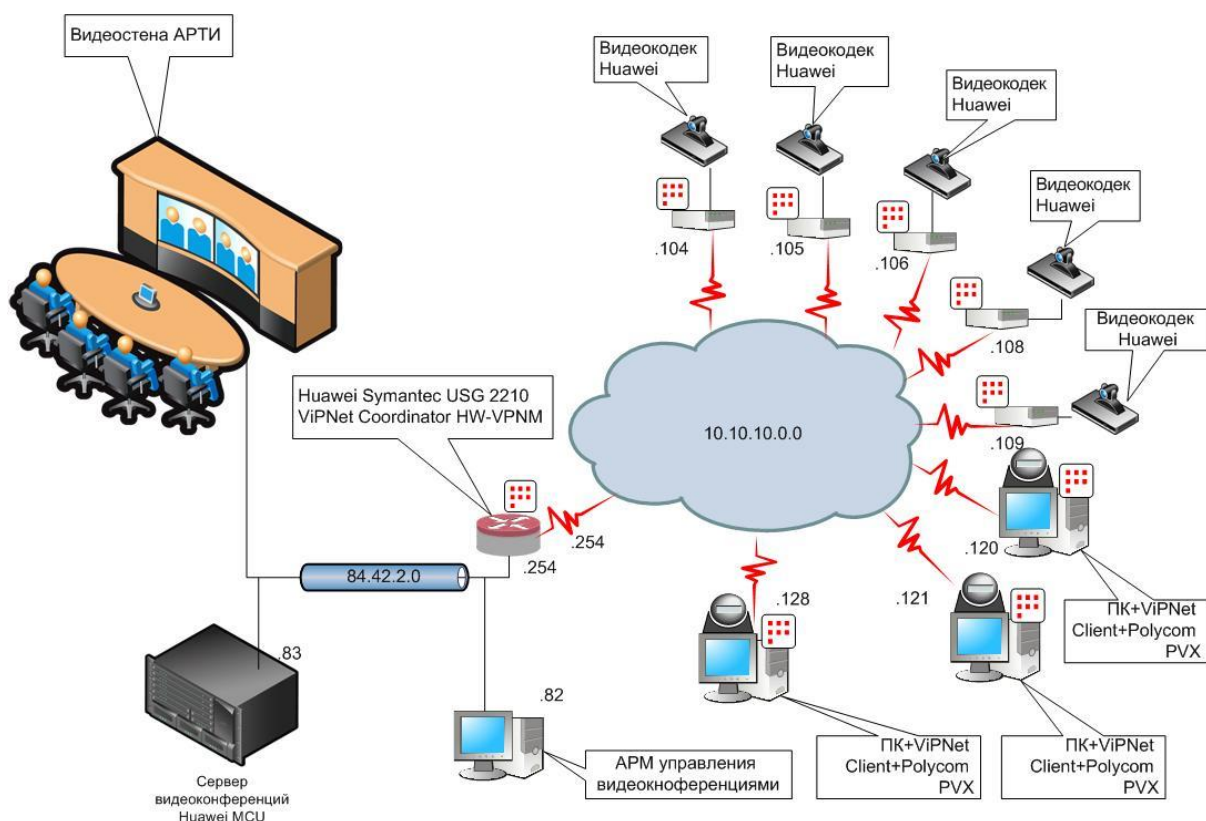 Видеостена АРТИ
Видеокодек
Huawei
Видеокодек
Huawei
Видеокодек
Huawei
Видеокодек
Huawei
Видеокодек
Huawei
.104
.105
.106
.108
.109
Huawei Symantec USG 2210
ViPNet Coordinator HW-VPNM
10.10.10.0.0
.254
.254
84.42.2.0
.83
.82
.128
.121
.120
ПК+ViPNet
Client+Polycom
PVX
ПК+ViPNet
Client+Polycom
PVX
ПК+ViPNet
Client+Polycom
PVX
АРМ управления
видеокноференциями
Сервер
видеоконференций
Huawei MCU